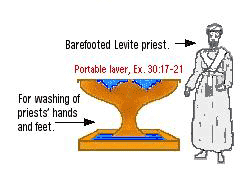 Barefooted Levite priest.
Portable laver, Ex. 30:17-21
For washing of
priests' hands
and feet.